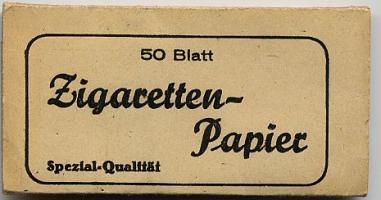 50 Blatt
Zigaretten-
Papier
Spezial-Qualität